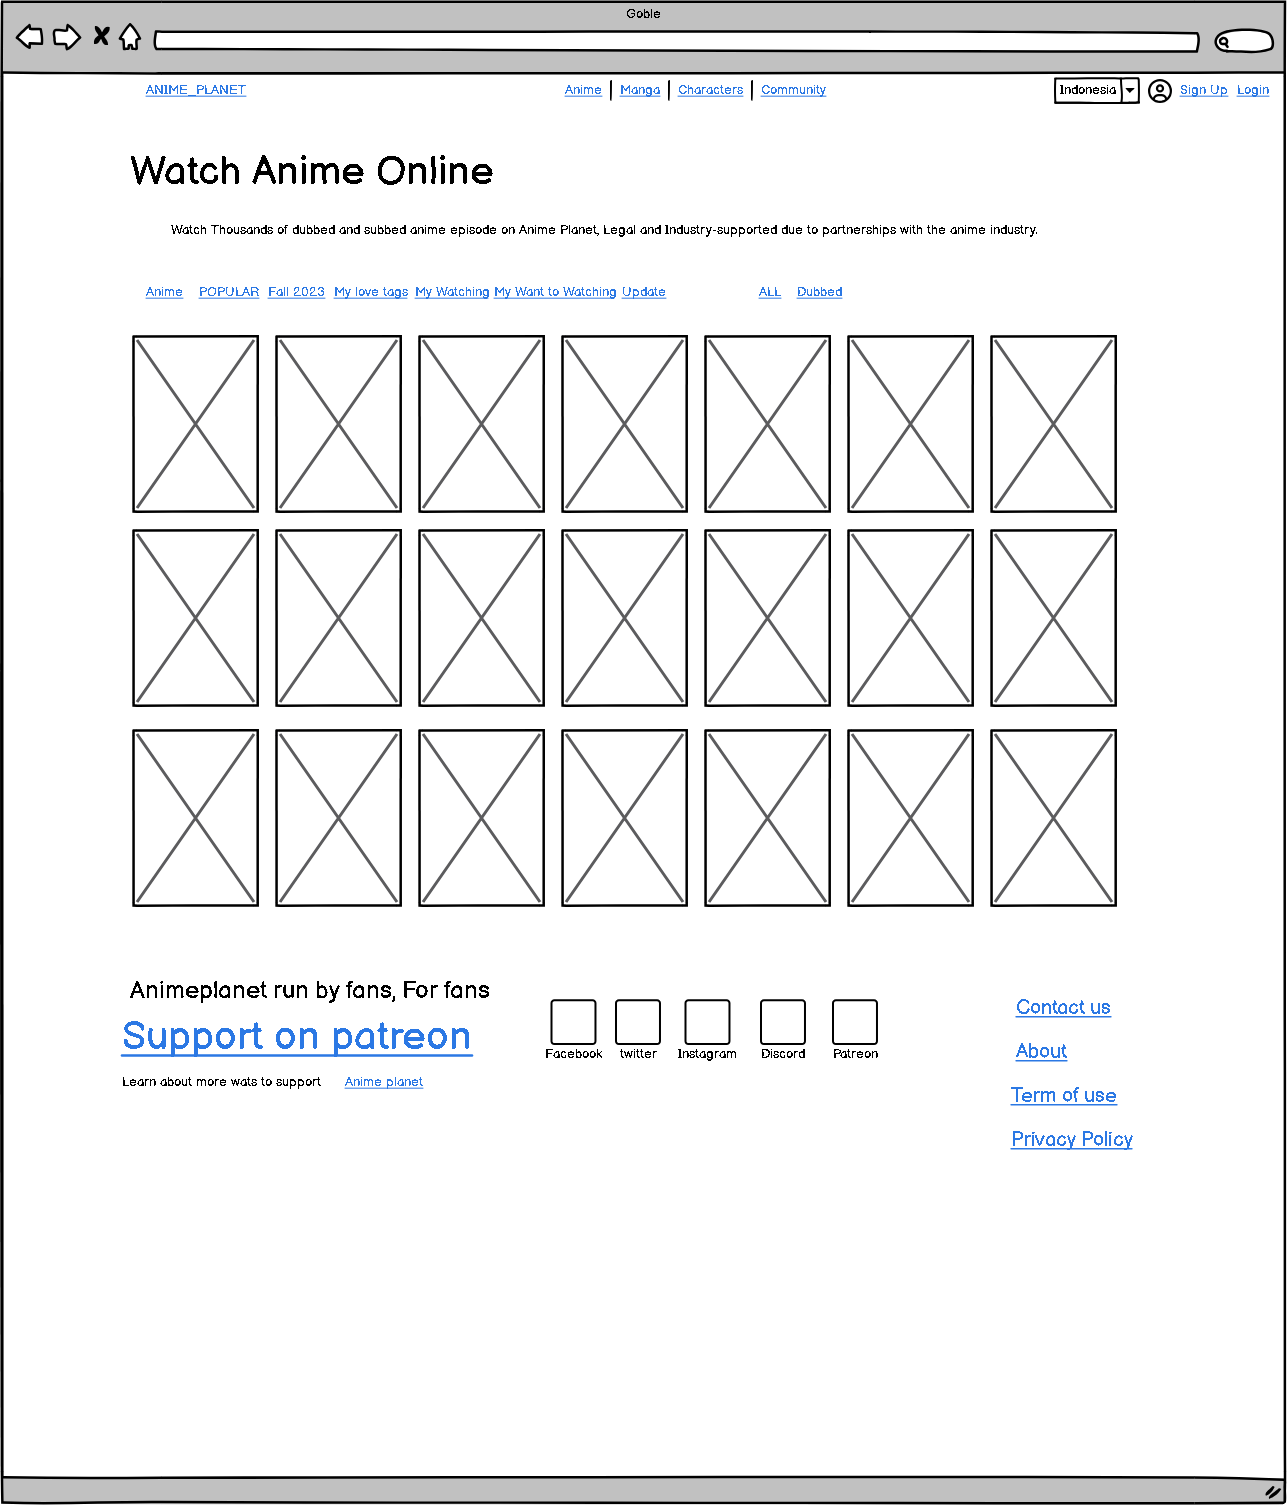 Goble
ANIME_PLANET Anime Manga Characters Community Indonesia Sign Up Login
Watch Anime Online
Watch Thousands of dubbed and subbed anime episode on Anime Planet, Legal and Industry-supported due to partnerships with the anime industry.
Anime POPULAR Fall 2023 My love tags My Watching My Want to Watching Update ALL Dubbed
Animeplanet run by fans, For fans
Support on patreon
Learn about more wats to support Anime planet
Facebook twitter Instagram Discord Patreon
Contact us
About
Term of use
Privacy Policy